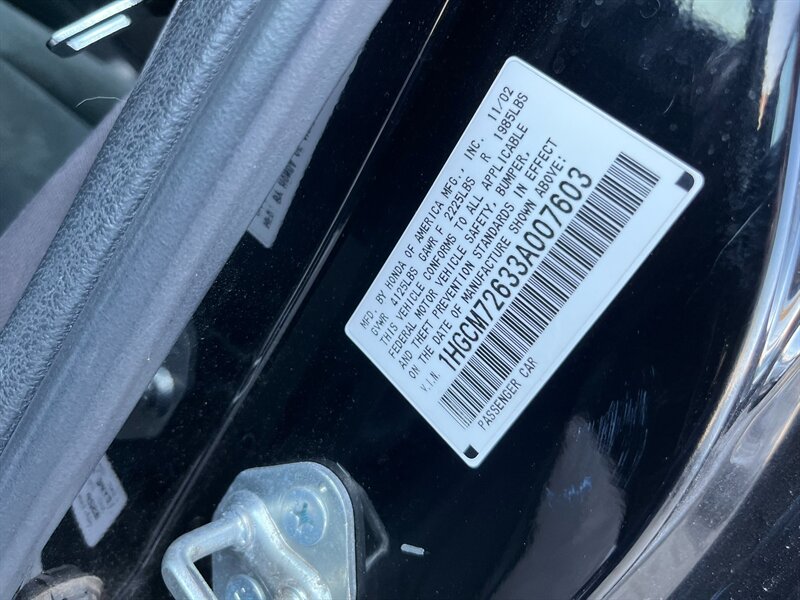 MFD. BY HONDA OF AMERICA MFG., INC. 11/02
GVWR 4125LBS GAWR F 2225LBS R 1985LBS
THIS VEHICLE CONFORMS TO ALL APPLICABLE
FEDERAL MOTOR VEHICLE SAFETY, BUMPER,
AND THEFT PREVENTION STANDARDS IN EFFECT
ON THE DATE OF MANUFACTURE SHOWN ABOVE:
V.I.N. 1HGCM72633A007603
PASSENGER CAR